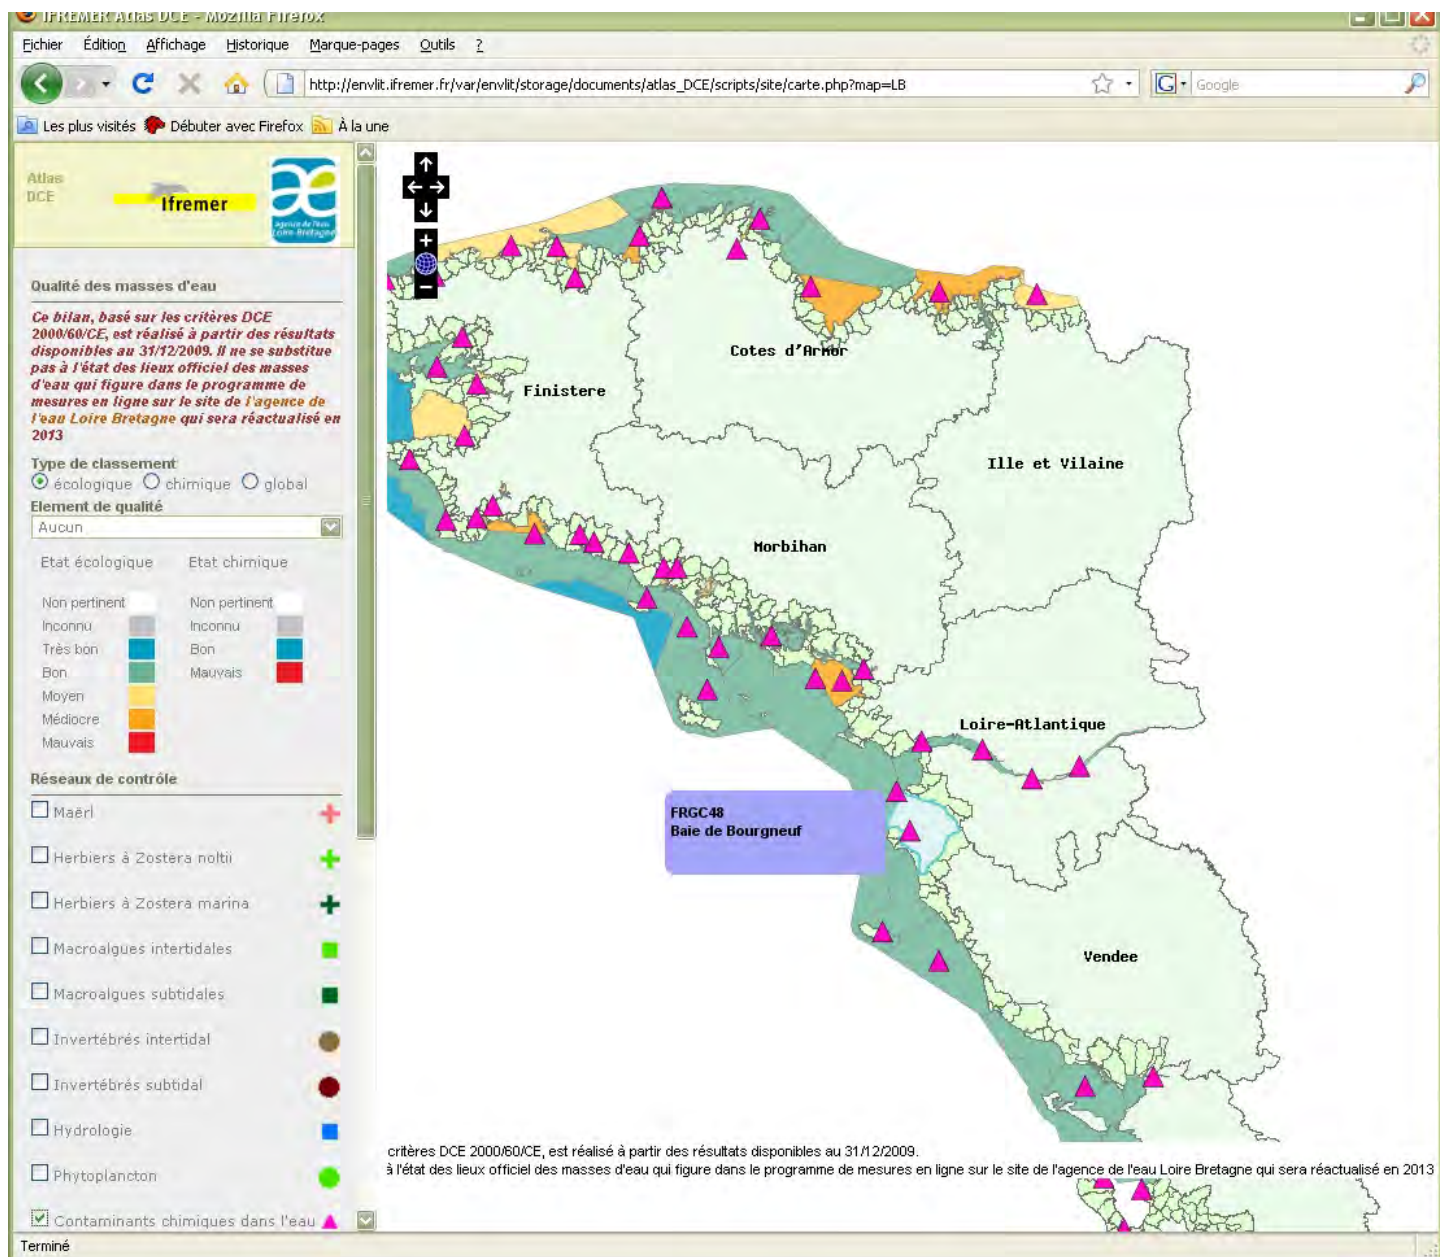 IFREMER Atlas DCE - Mozilla Firefox
Fichier Édition Affichage Historique Marque-pages Outils ?
http://envlit.ifremer.fr/var/envlit/storage/documents/atlas_DCE/scripts/site/carte.php?map=LB
G Google
Les plus visités Débuter avec Firefox À la une
Atlas
DCE
Ifremer
agence de l'eau
Loire-Bretagne
Qualité des masses d'eau
Ce bilan, basé sur les critères DCE
2000/60/CE, est réalisé à partir des résultats
disponibles au 31/12/2009. Il ne se substitue
pas à l'état des lieux officiel des masses
d'eau qui figure dans le programme de
mesures en ligne sur le site de l'agence de
l'eau Loire Bretagne qui sera réactualisé en
2013
Type de classement
écologique chimique global
Element de qualité
Aucun
Etat écologique Etat chimique
Non pertinent Non pertinent
Inconnu Inconnu
Très bon Bon
Bon Mauvais
Moyen
Médiocre
Mauvais
Réseaux de contrôle
Maërl
Herbiers à Zostera noltii
Herbiers à Zostera marina
Macroalgues intertidales
Macroalgues subtidales
Invertébrés intertidal
Invertébrés subtidal
Hydrologie
Phytoplancton
Contaminants chimiques dans l'eau
Cotes d'Armor
Finistere
Ille et Vilaine
Morbihan
Loire-Atlantique
FRGC48
Baie de Bourgneuf
Vendee
critères DCE 2000/60/CE, est réalisé à partir des résultats disponibles au 31/12/2009.
à l'état des lieux officiel des masses d'eau qui figure dans le programme de mesures en ligne sur le site de l'agence de l'eau Loire Bretagne qui sera réactualisé en 2013
Terminé